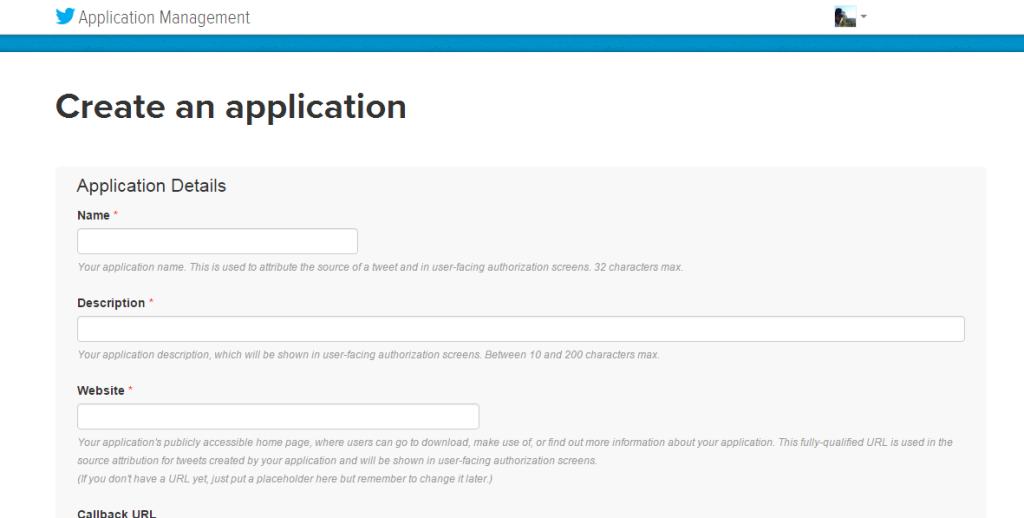 Application Management
Create an application
Application Details
Name *
Your application name. This is used to attribute the source of a tweet and in user-facing authorization screens. 32 characters max.
Description *
Your application description, which will be shown in user-facing authorization screens. Between 10 and 200 characters max.
Website *
Your application's publicly accessible home page, where users can go to download, make use of, or find out more information about your application. This fully-qualified URL is used in the
source attribution for tweets created by your application and will be shown in user-facing authorization screens.
(If you don't have a URL yet, just put a placeholder here but remember to change it later.)
Callback URL